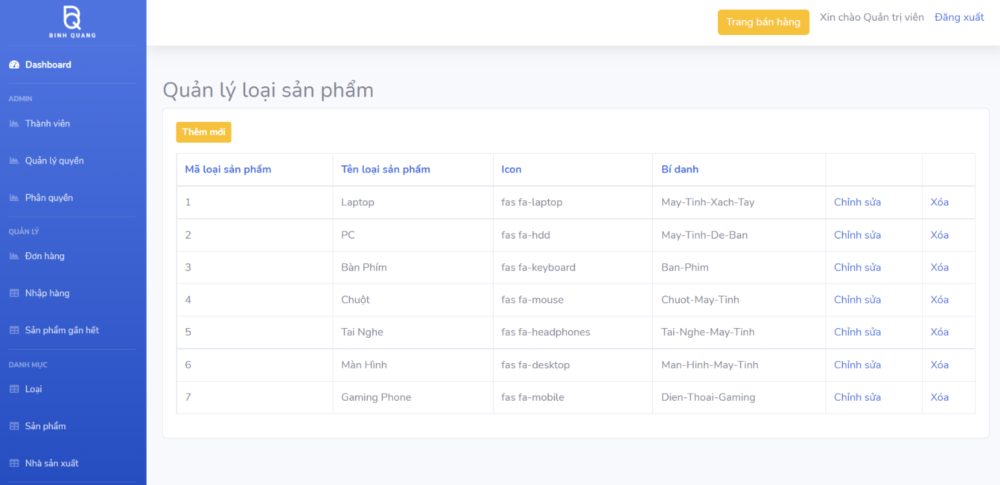 BINH QUANG
Dashboard
ADMIN
Thành viên
Quản lý quyền
Phân quyền
QUẢN LÝ
Đơn hàng
Nhập hàng
Sản phẩm gần hết
DANH MỤC
Loại
Sản phẩm
Nhà sản xuất
Trang bán hàng Xin chào Quản trị viên Đăng xuất
Quản lý loại sản phẩm
Thêm mới
Mã loại sản phẩm Tên loại sản phẩm Icon Bí danh
1 Laptop fas fa-laptop May-Tinh-Xach-Tay Chỉnh sửa Xóa
2 PC fas fa-hdd May-Tinh-De-Ban Chỉnh sửa Xóa
3 Bàn Phím fas fa-keyboard Ban-Phim Chỉnh sửa Xóa
4 Chuột fas fa-mouse Chuot-May-Tinh Chỉnh sửa Xóa
5 Tai Nghe fas fa-headphones Tai-Nghe-May-Tinh Chỉnh sửa Xóa
6 Màn Hình fas fa-desktop Man-Hinh-May-Tinh Chỉnh sửa Xóa
7 Gaming Phone fas fa-mobile Dien-Thoai-Gaming Chỉnh sửa Xóa